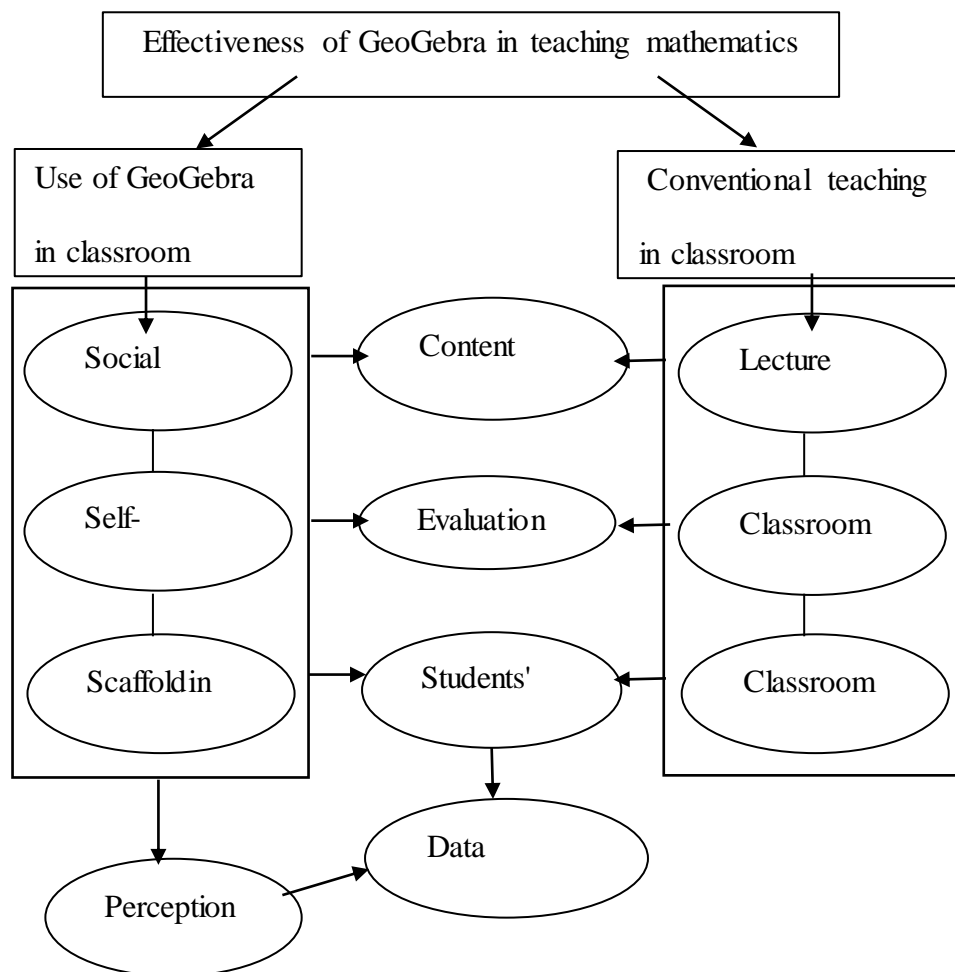 Effectiveness of GeoGebra in teaching mathematics
Use of GeoGebra
in classroom
Conventional teaching
in classroom
Social
Content
Lecture
Self-
Evaluation
Classroom
Scaffoldin
Students'
Classroom
Data
Perception